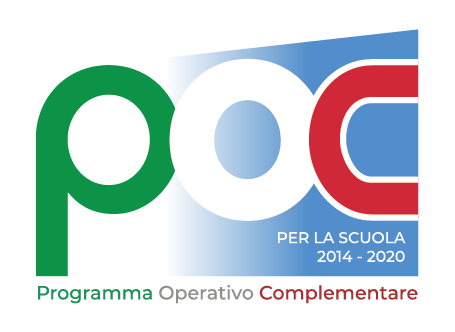 poc
PER LA SCUOLA
2014 - 2020
Programma Operativo Complementare